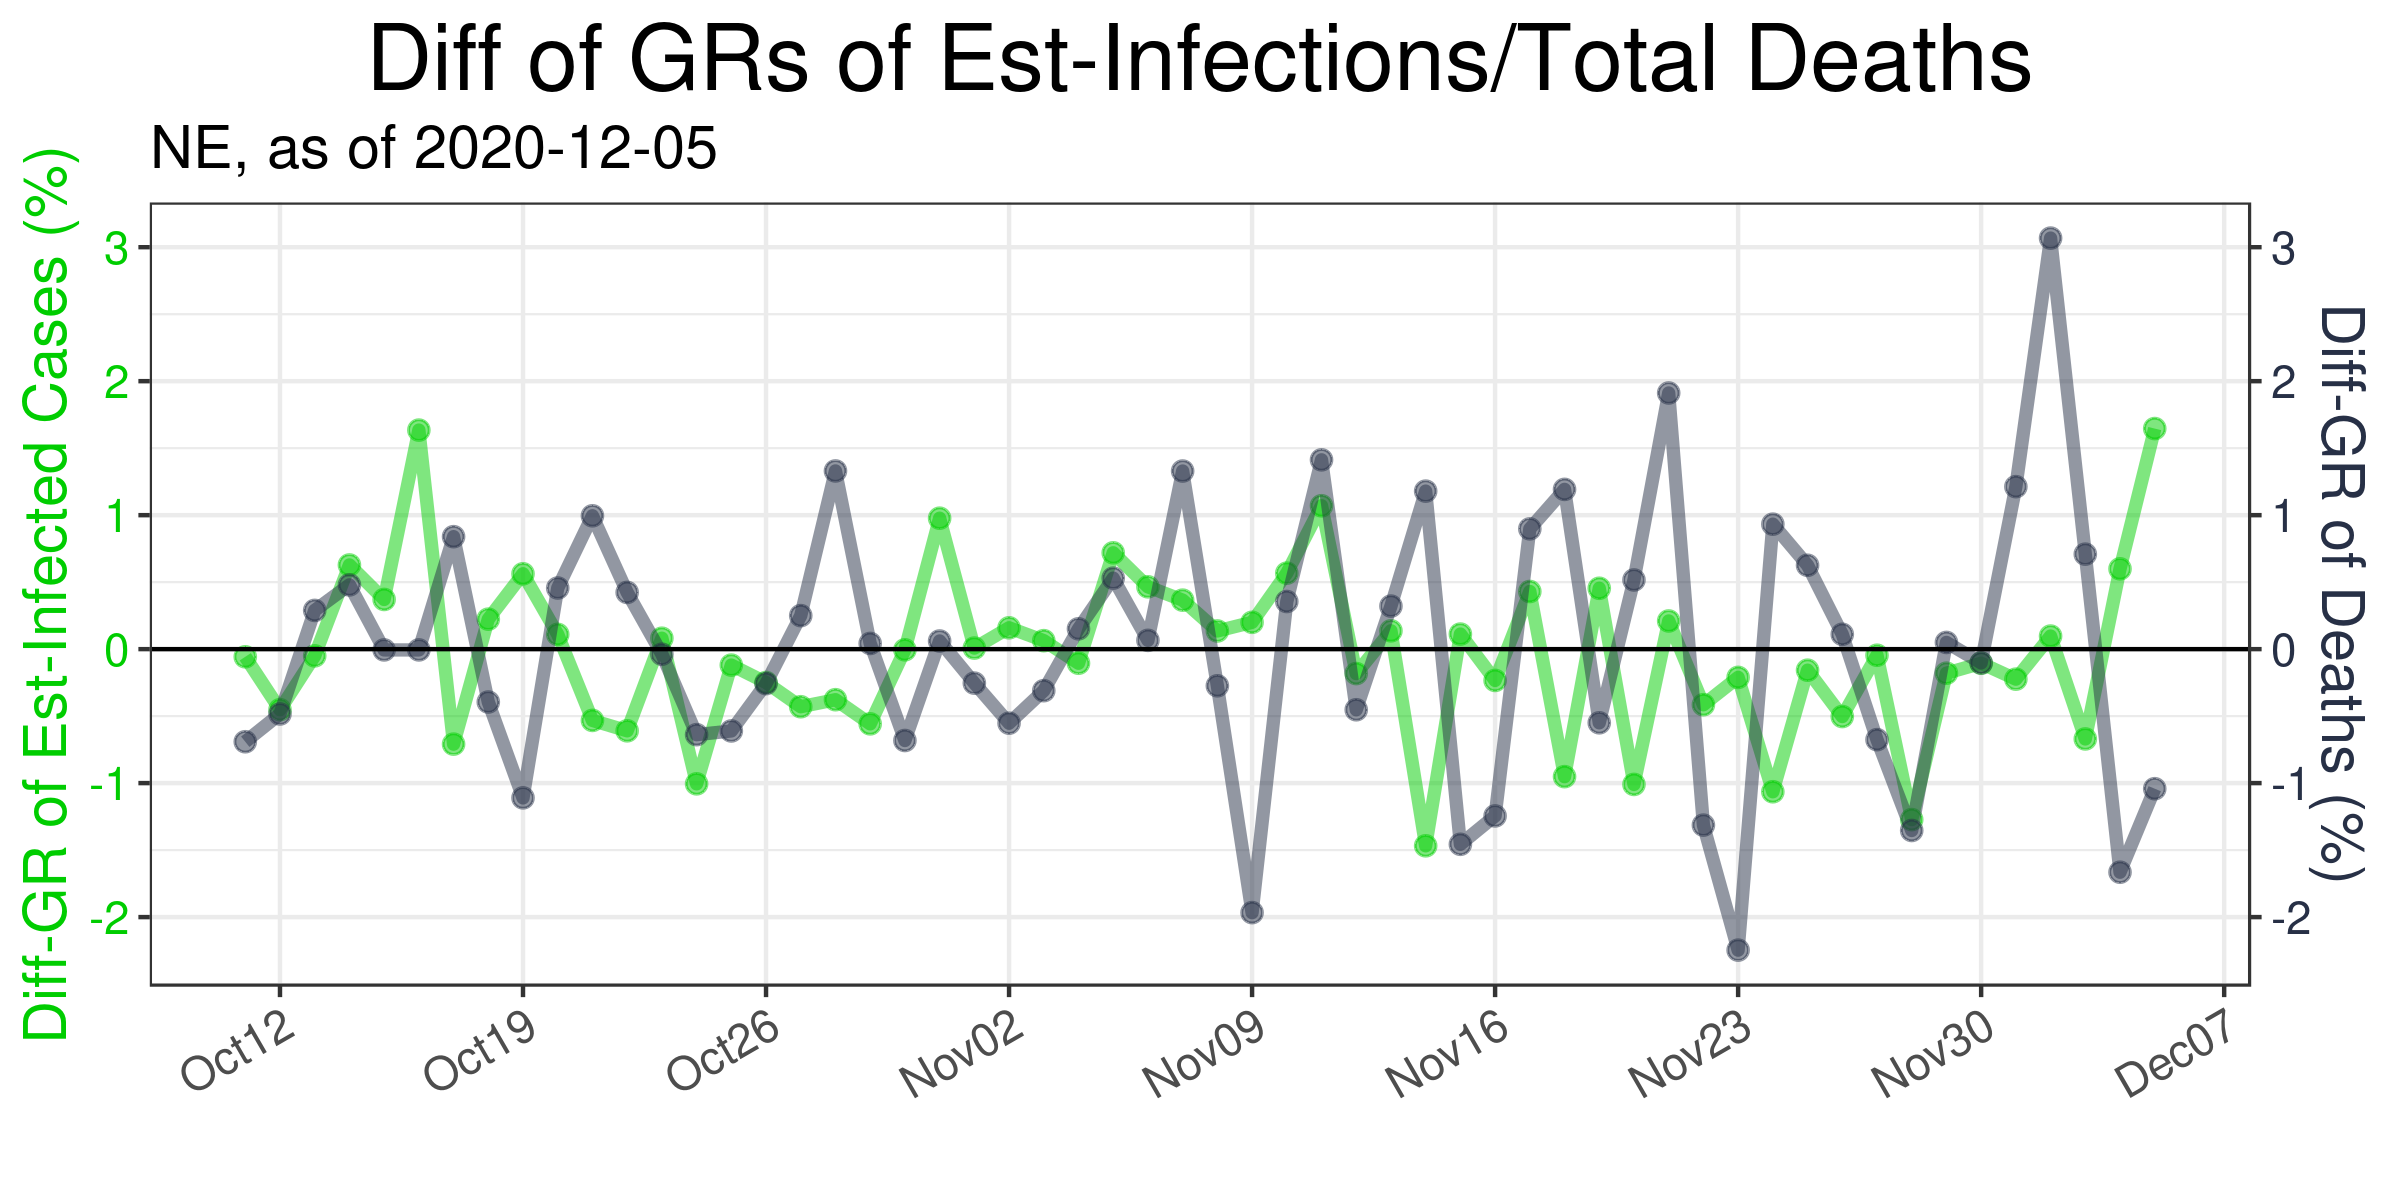 Diff of GRs of Est-Infections/Total Deaths
NE, as of 2020-12-05
Diff-GR of Est-Infected Cases (%)
3
2
1
0
-1
-2
3
2
1
0
-1
-2
Diff-GR of Deaths (%)
Oct12
Oct19
Oct26
Nov02
Nov09
Nov16
Nov23
Nov30
Dec07